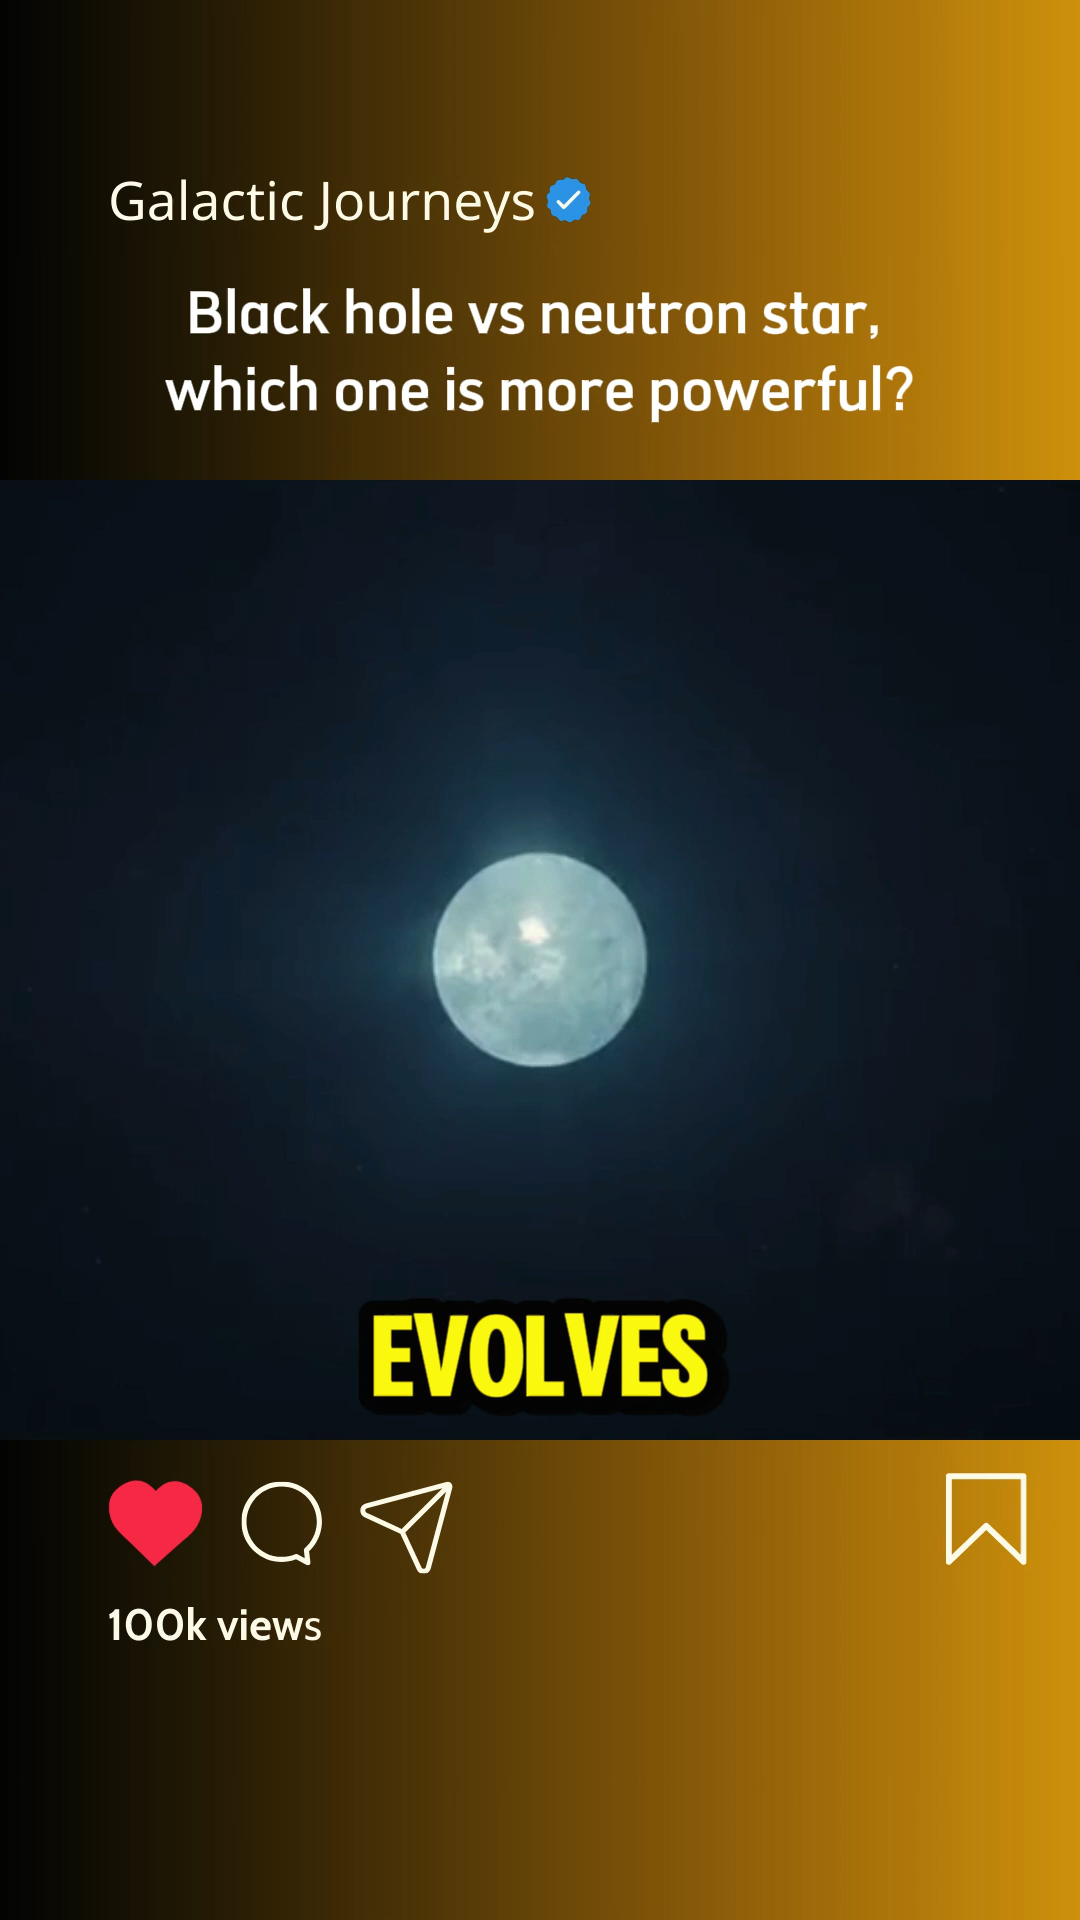 Galactic Journeys
Black hole vs neutron star,
which one is more powerful?
EVOLVES
100k views